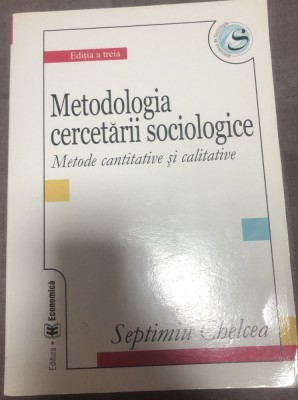 Ediția a treia
S
Metodologia
cercetării sociologice
Metode cantitative și calitative
Editura Economică
Septimiu Chelcea